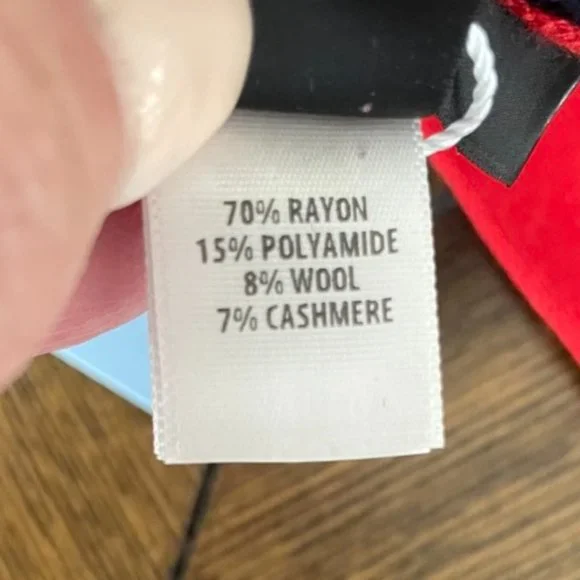 70% RAYON
15% POLYAMIDE
8% WOOL
7% CASHMERE